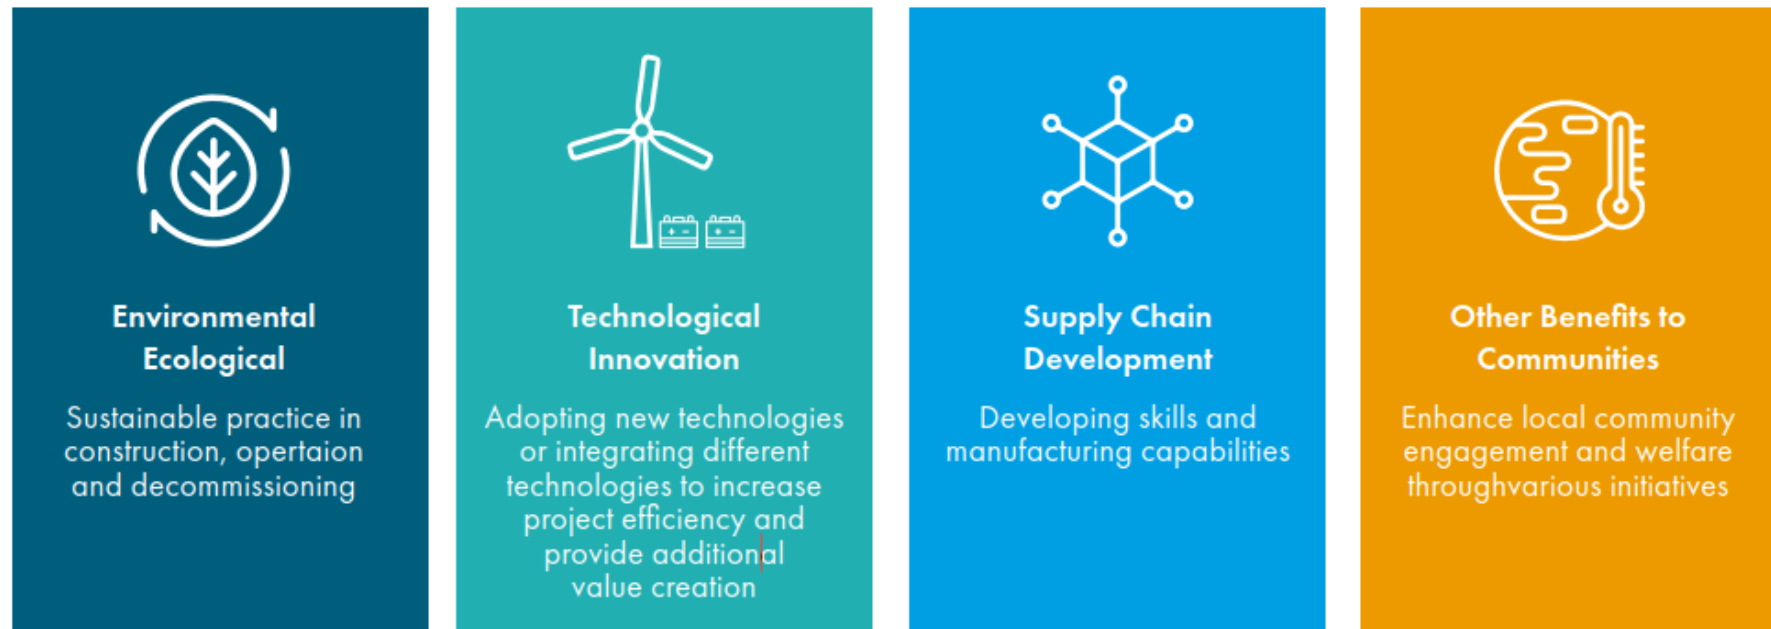 Environmental
Ecological
Sustainable practice in
construction, opertaion
and decommissioning
Technological
Innovation
Adopting new technologies
or integrating different
technologies to increase
project efficiency and
provide additional
value creation
Supply Chain
Development
Developing skills and
manufacturing capabilities
Other Benefits to
Communities
Enhance local community
engagement and welfare
throughvarious initiatives